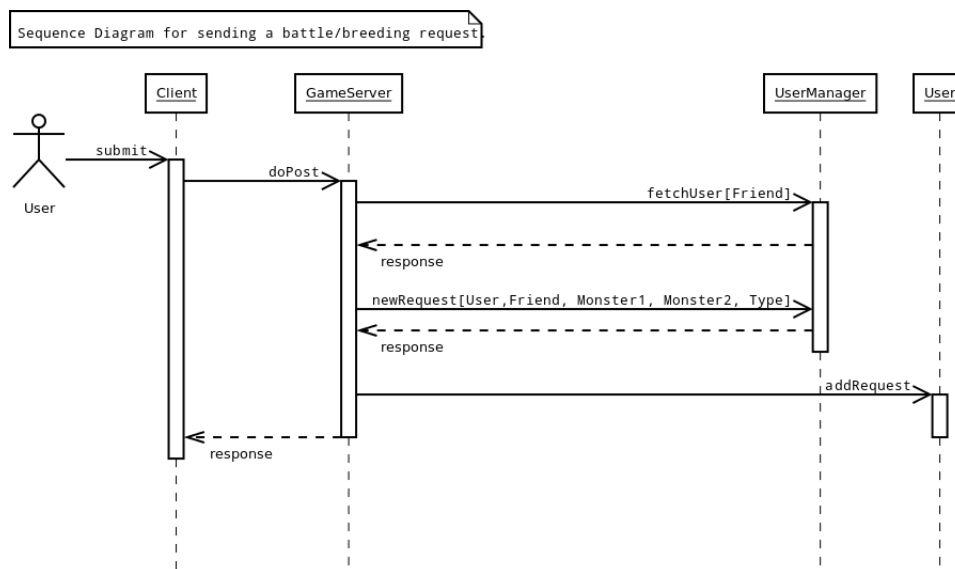 Sequence Diagram for sending a battle/breeding request.
Client
GameServer
UserManager
User
submit
User
doPost
fetchUser[Friend]
response
newRequest[User,Friend, Monster1, Monster2, Type]
response
addRequest
response